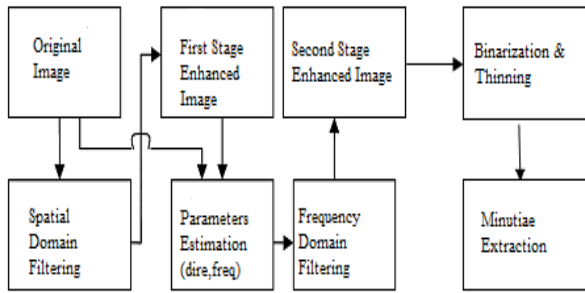 Original
Image
First Stage
Enhanced
Image
Second Stage
Enhanced Image
Binarization &
Thinning
Spatial
Domain
Filtering
Parameters
Estimation
(dire,freq)
Frequency
Domain
Filtering
Minutiae
Extraction